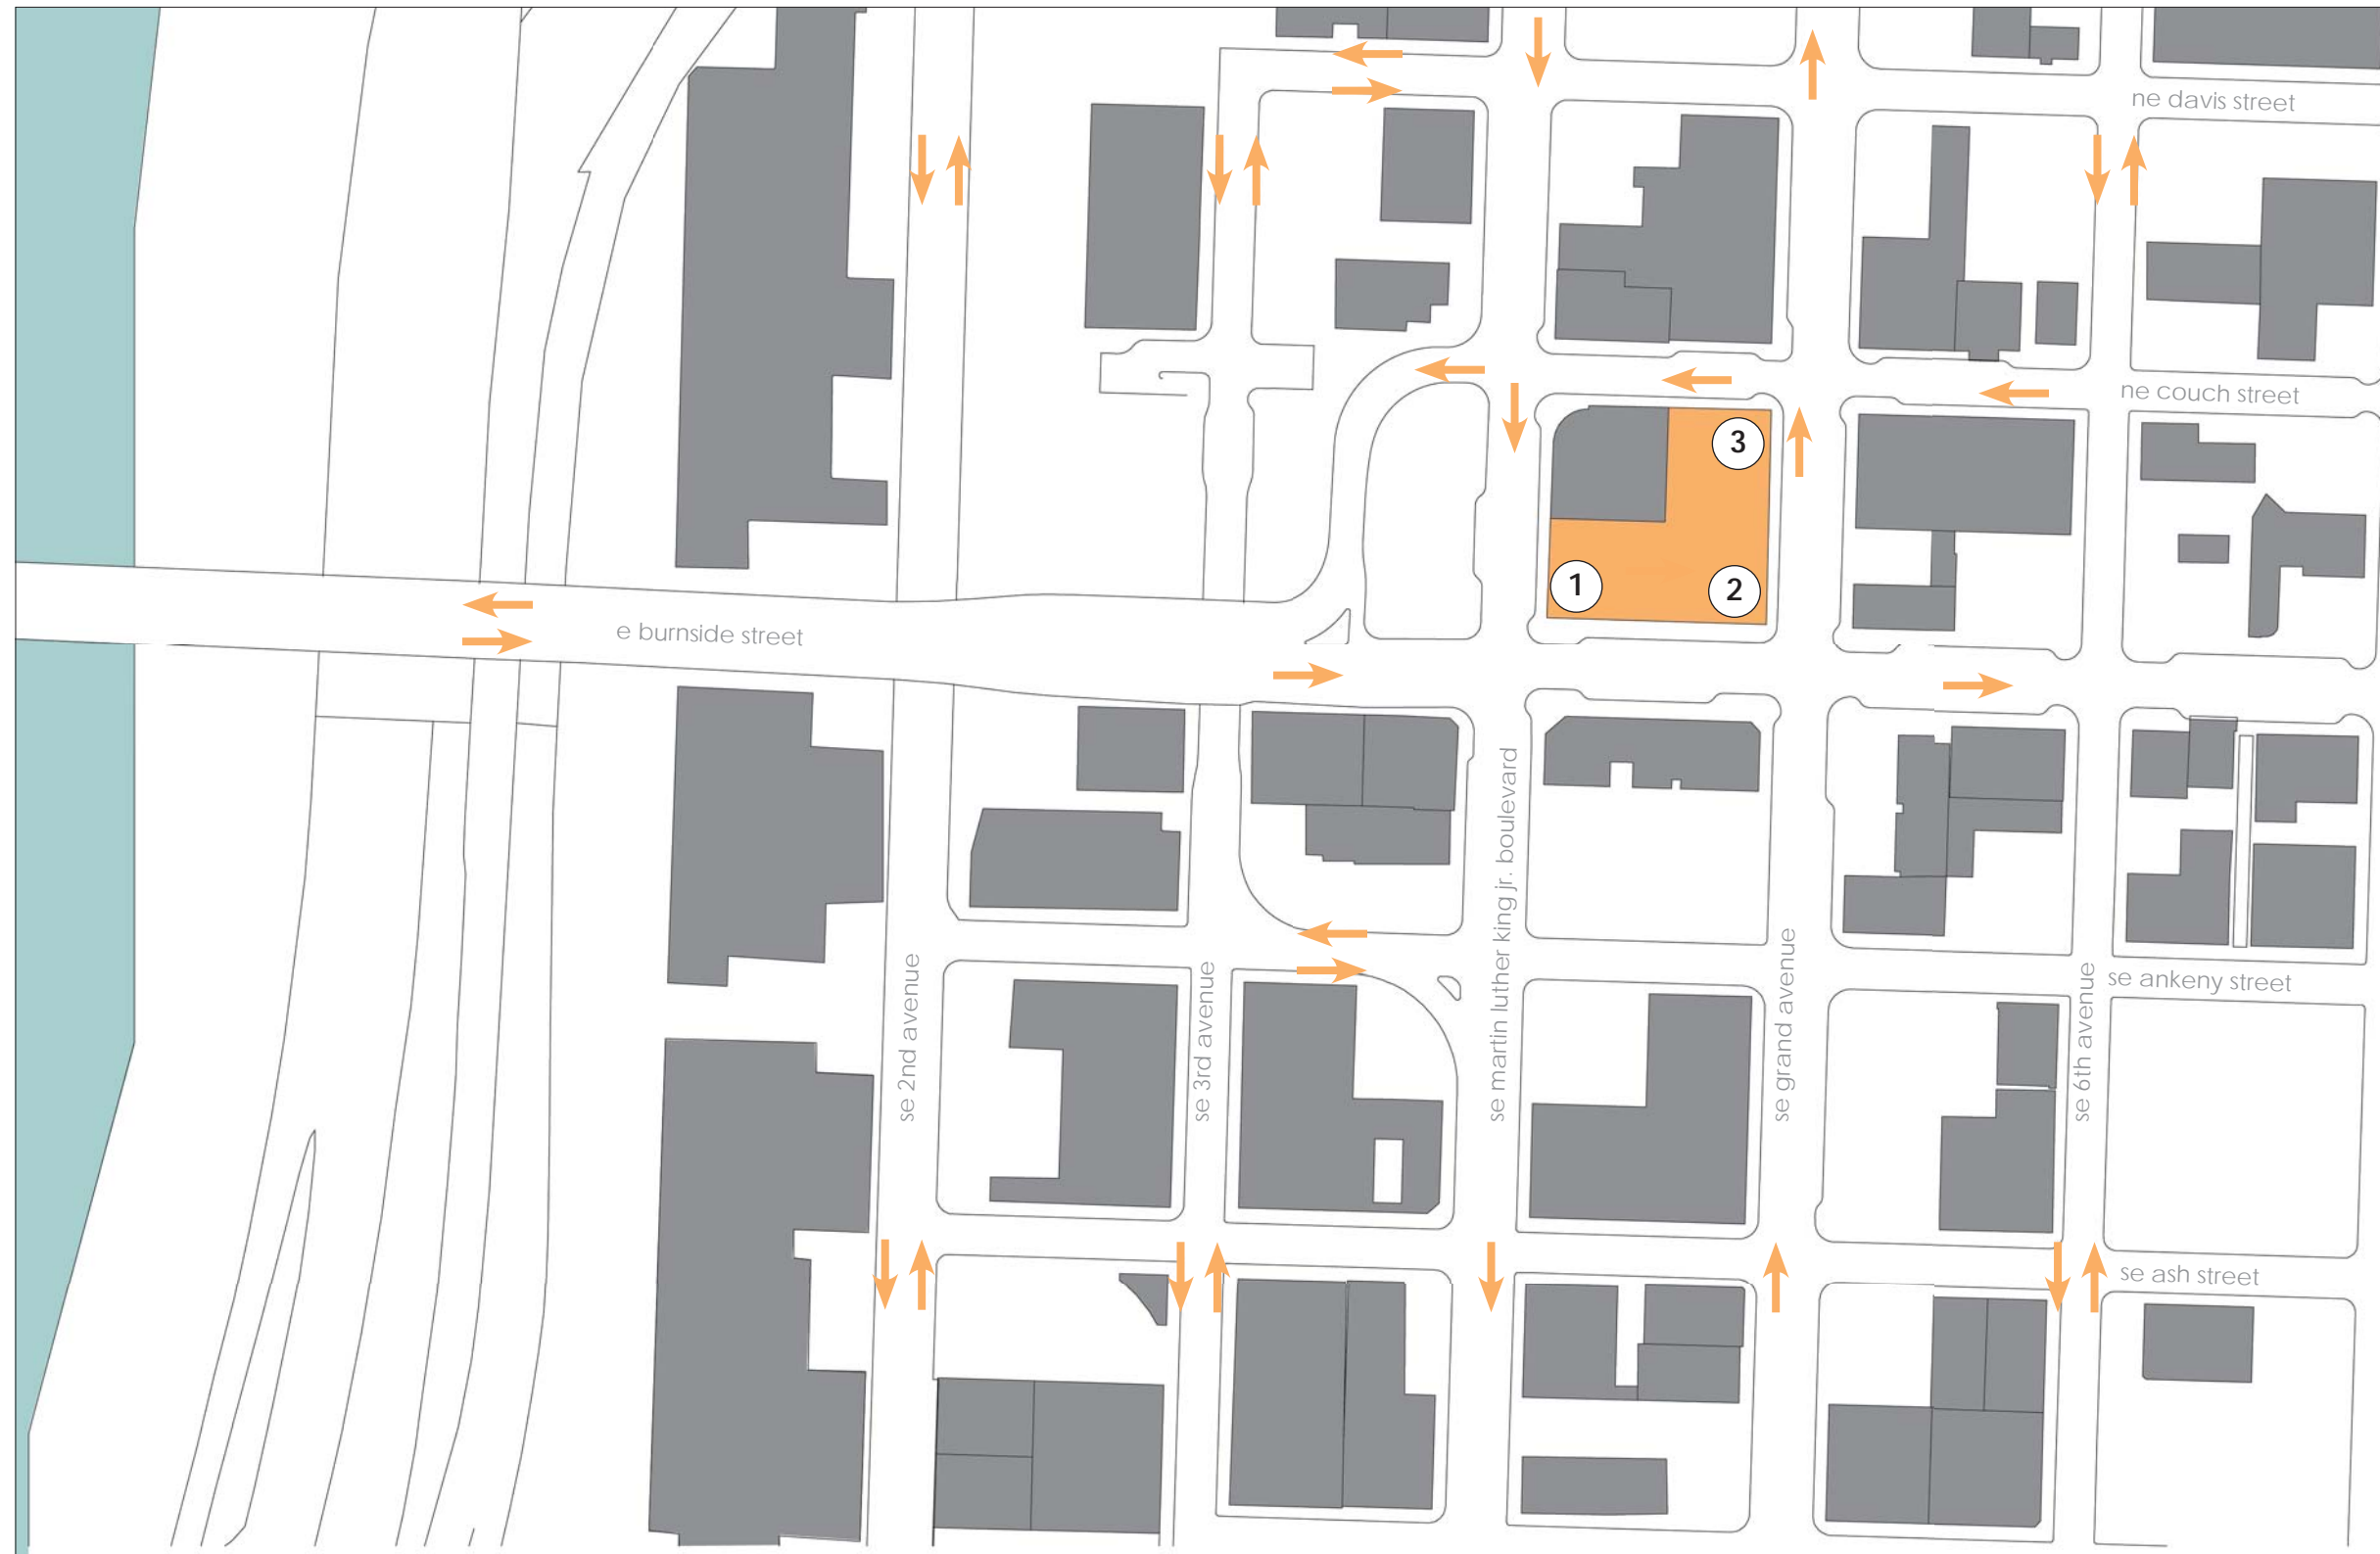 ne davis street
ne couch street
3
1
2
e burnside street
se martin luther king jr. boulevard
se grand avenue
se 2nd avenue
se 3rd avenue
se 6th avenue
se ankeny street
se ash street